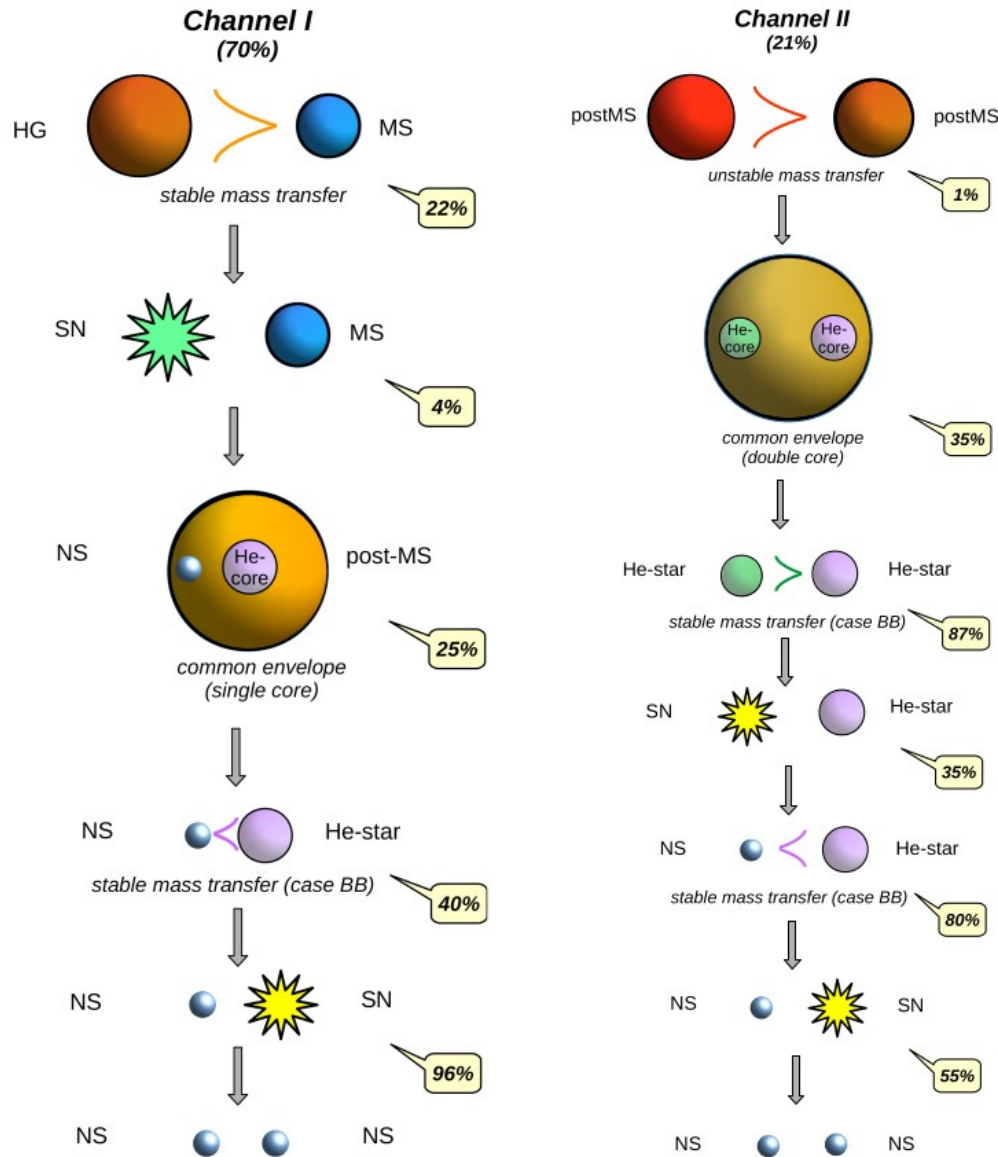 Channel I
(70%)
HG
MS
stable mass transfer
22%
SN
MS
4%
NS
He-
core
post-MS
25%
common envelope
(single core)
NS
He-star
stable mass transfer (case BB)
40%
NS
SN
96%
NS
NS
Channel II
(21%)
postMS
postMS
unstable mass transfer
1%
He-
core
He-
core
35%
common envelope
(double core)
He-star
He-star
stable mass transfer (case BB)
87%
SN
He-star
35%
NS
He-star
stable mass transfer (case BB)
80%
NS
SN
55%
NS
NS